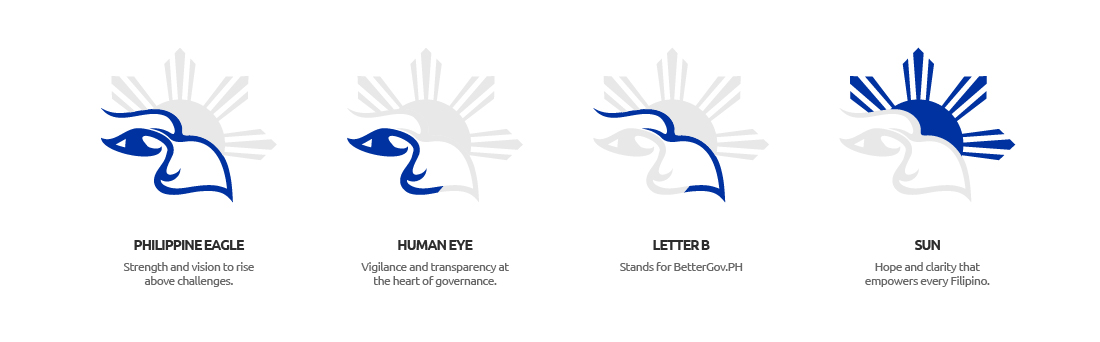 PHILIPPINE EAGLE
Strength and vision to rise
above challenges.
HUMAN EYE
Vigilance and transparency at
the heart of governance.
LETTER B
Stands for BetterGov.PH
SUN
Hope and clarity that
empowers every Filipino.